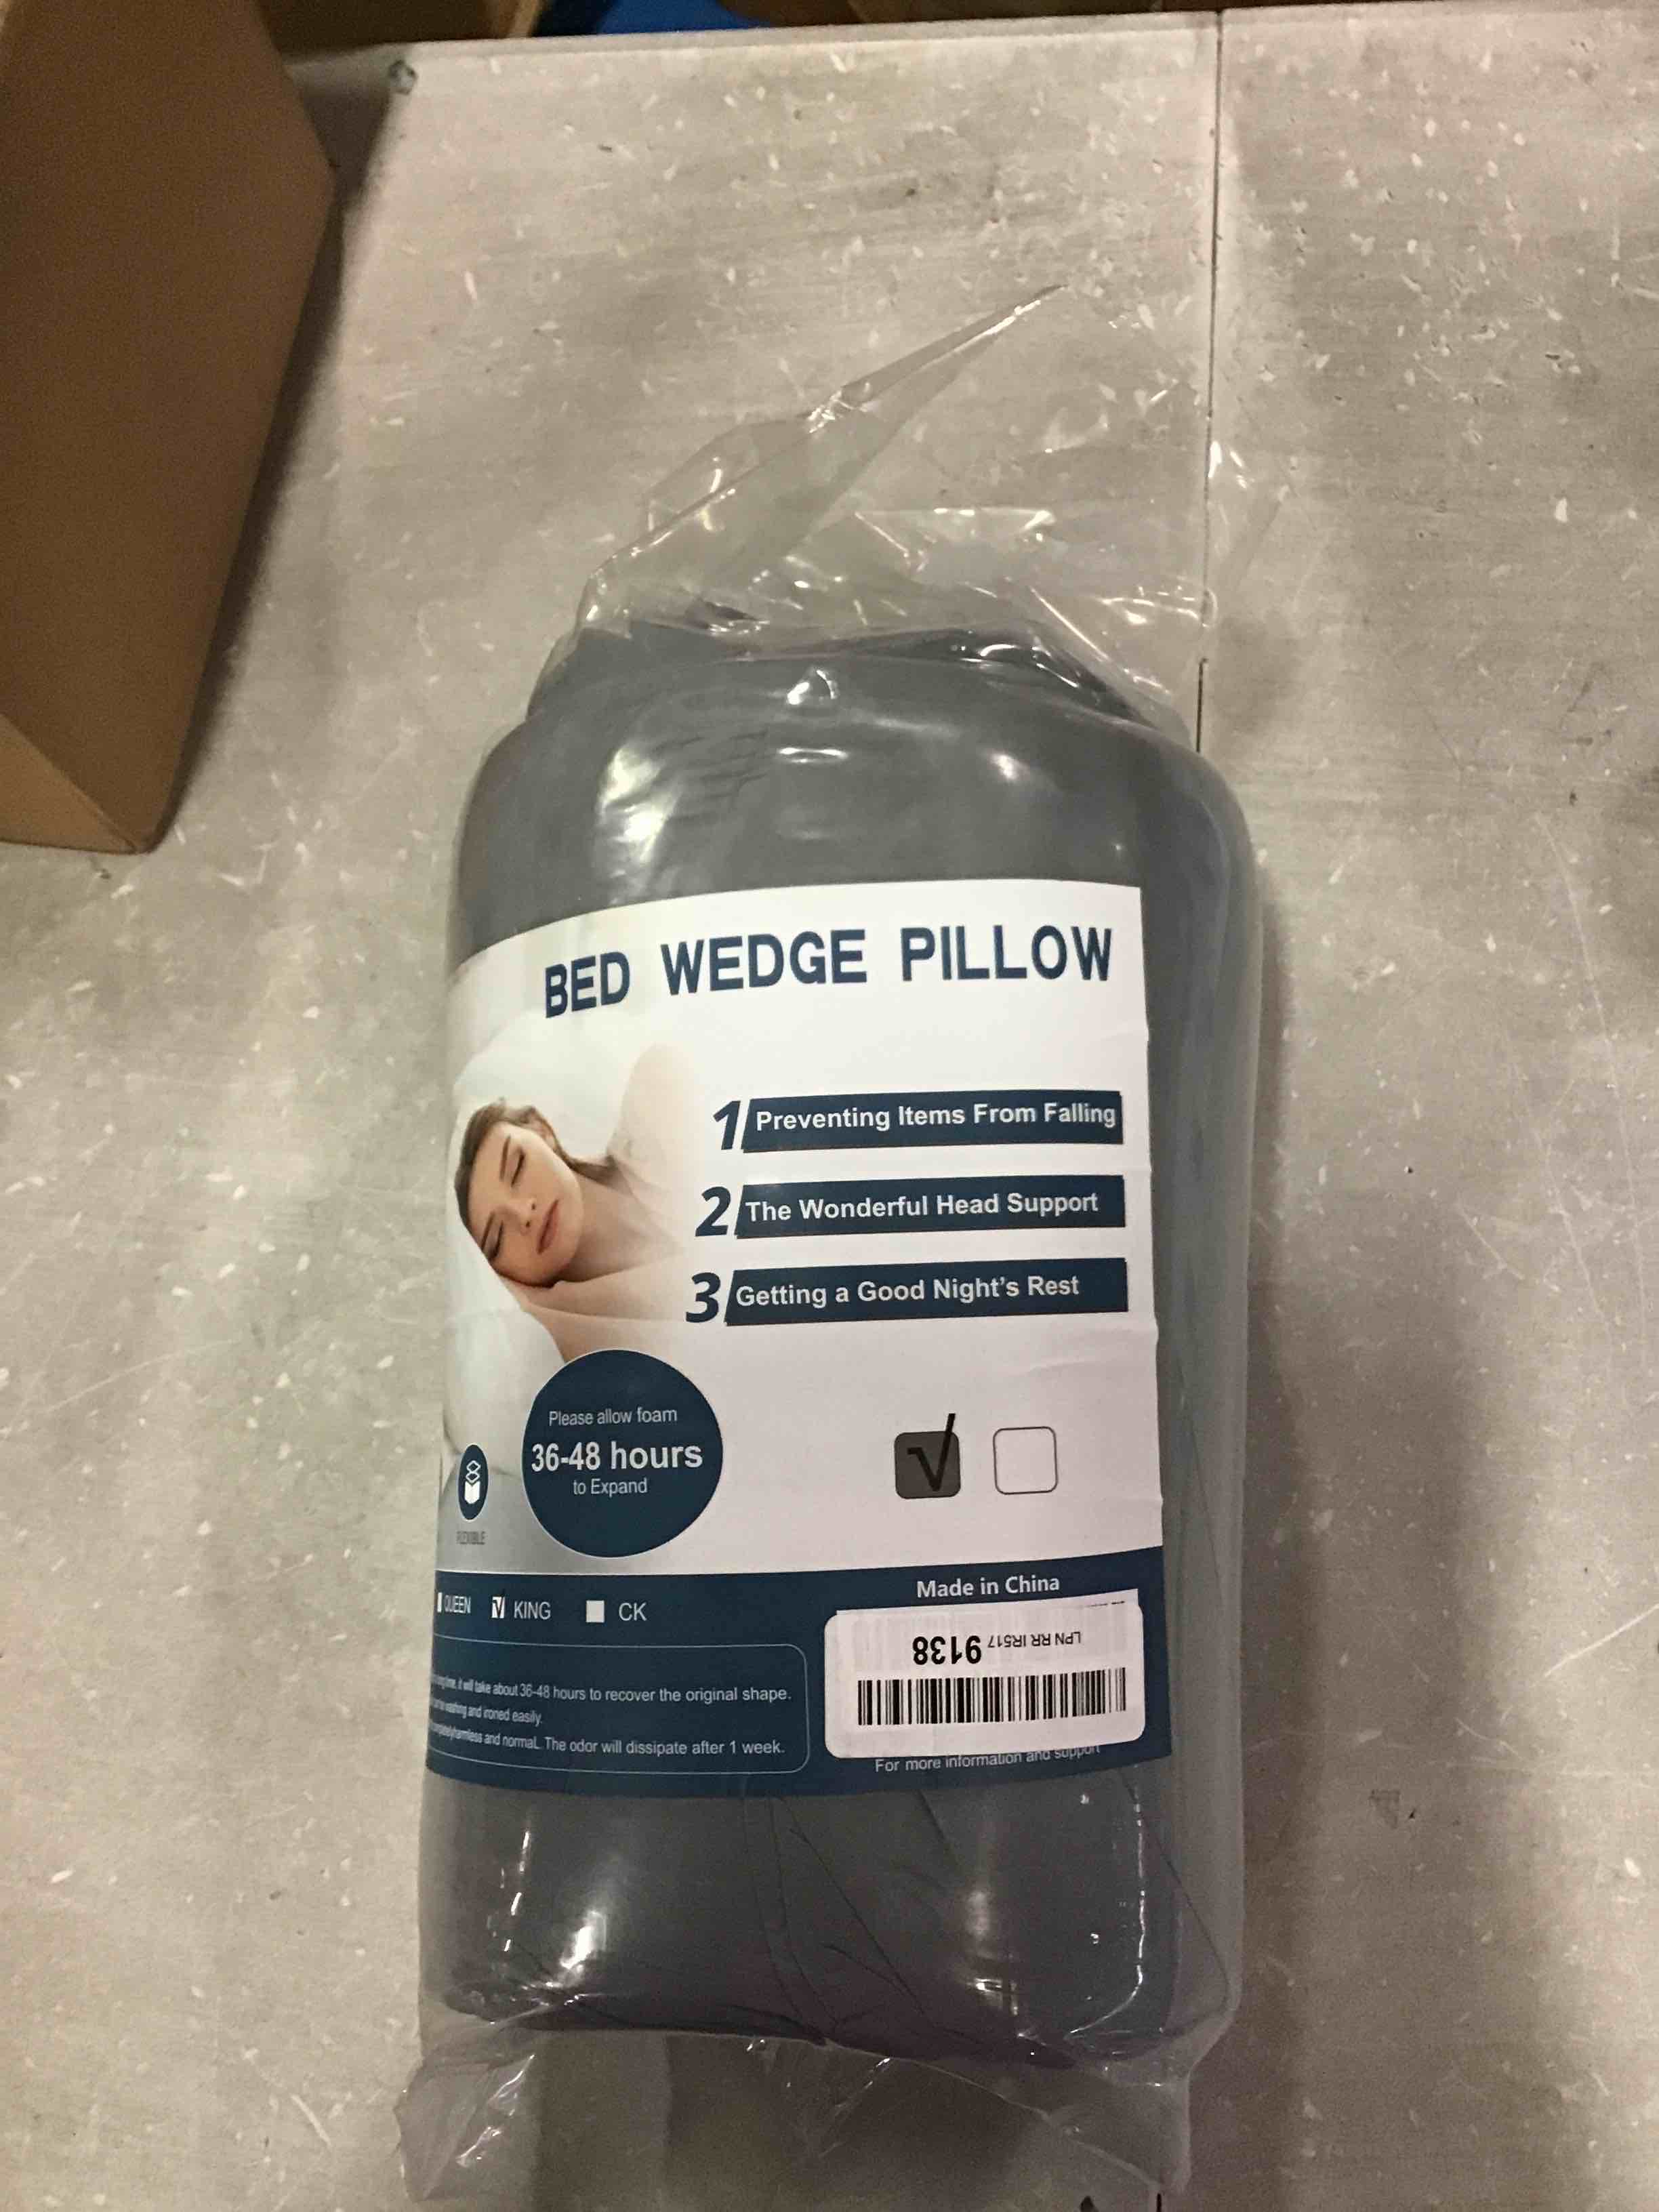 BED WEDGE PILLOW
1 Preventing Items From Falling
2 The Wonderful Head Support
3 Getting a Good Night's Rest
Please allow foam
36-48 hours
to Expand
FLEXIBLE
QUEEN KING CK
Made in China
LPN RR IR517 9138
it will take about 36-48 hours to recover the original shape.
washing and ironed easily.
harmless and normal. The odor will dissipate after 1 week.
For more information and support